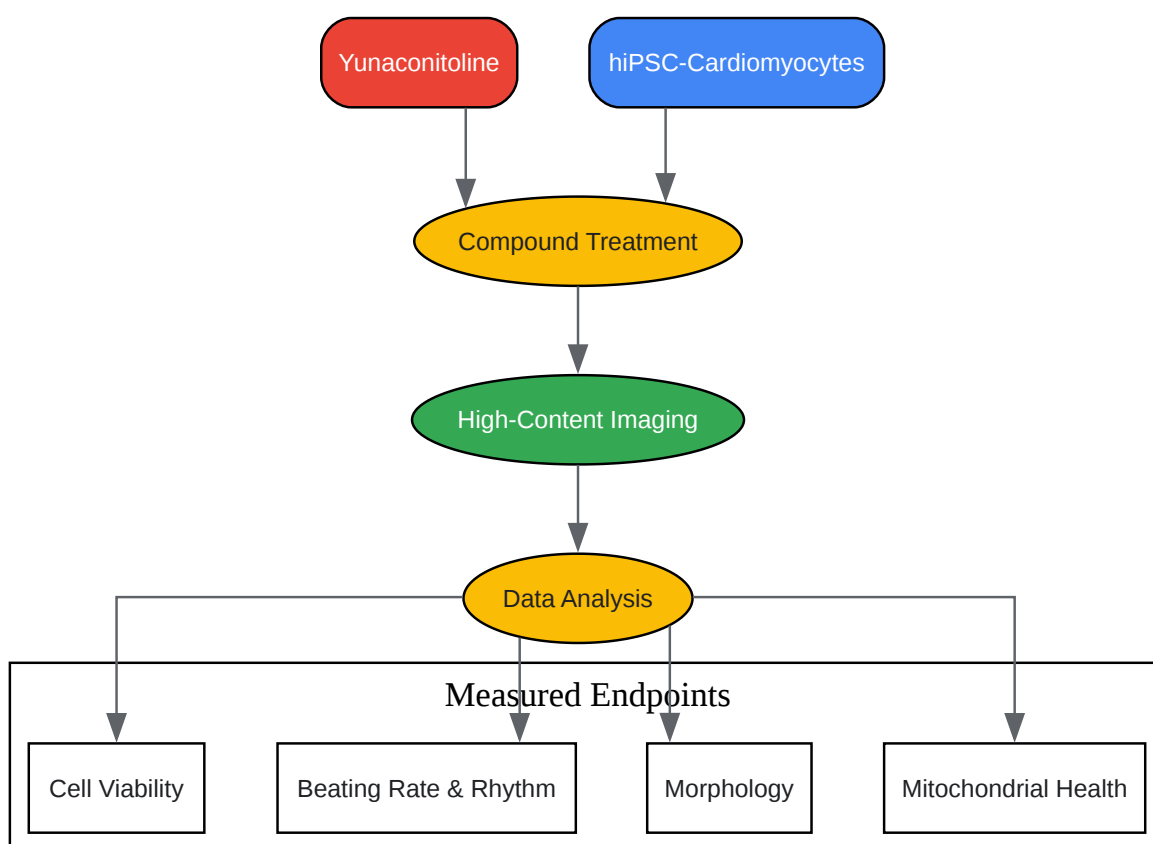 Yunaconitoline
hiPSC-Cardiomyocytes
Compound Treatment
High-Content Imaging
Data Analysis
Measured Endpoints
Cell Viability
Beating Rate & Rhythm
Morphology
Mitochondrial Health